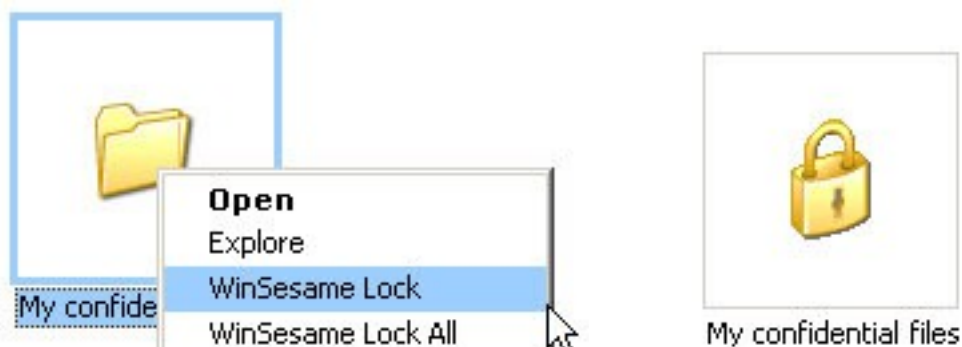 Open
Explore
WinSesame Lock
My confide
WinSesame Lock All
My confidential files